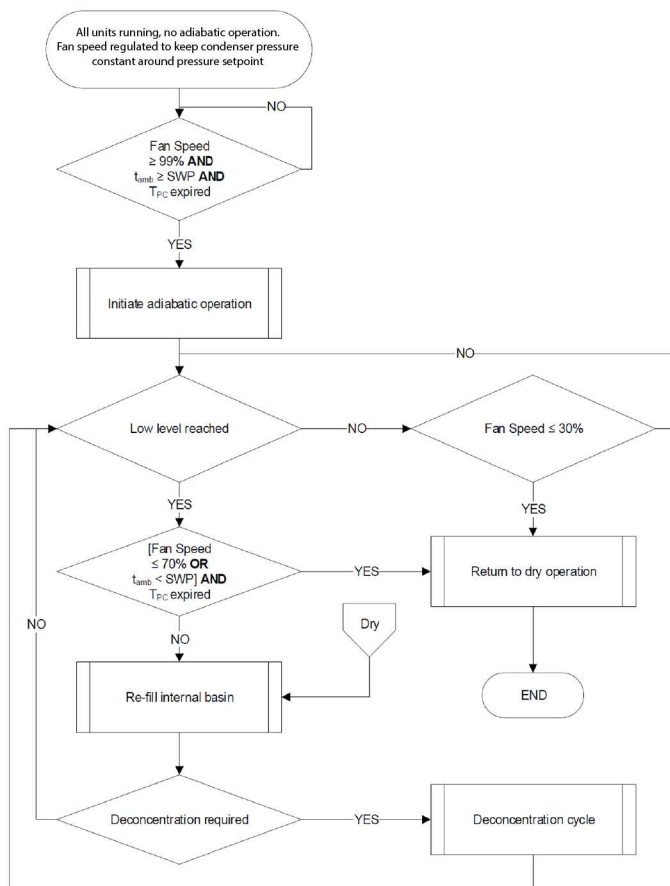 All units running, no adiabatic operation.
Fan speed regulated to keep condenser pressure
constant around pressure setpoint
NO
Fan Speed
≥ 99% AND
tamb ≥ SWP AND
TPC expired
YES
Initiate adiabatic operation
NO
Low level reached
NO
Fan Speed ≤ 30%
YES
YES
[Fan Speed
≤ 70% OR
tamb < SWP] AND
TPC expired
YES
Return to dry operation
NO
NO
Dry
Re-fill internal basin
END
Deconcentration required
YES
Deconcentration cycle